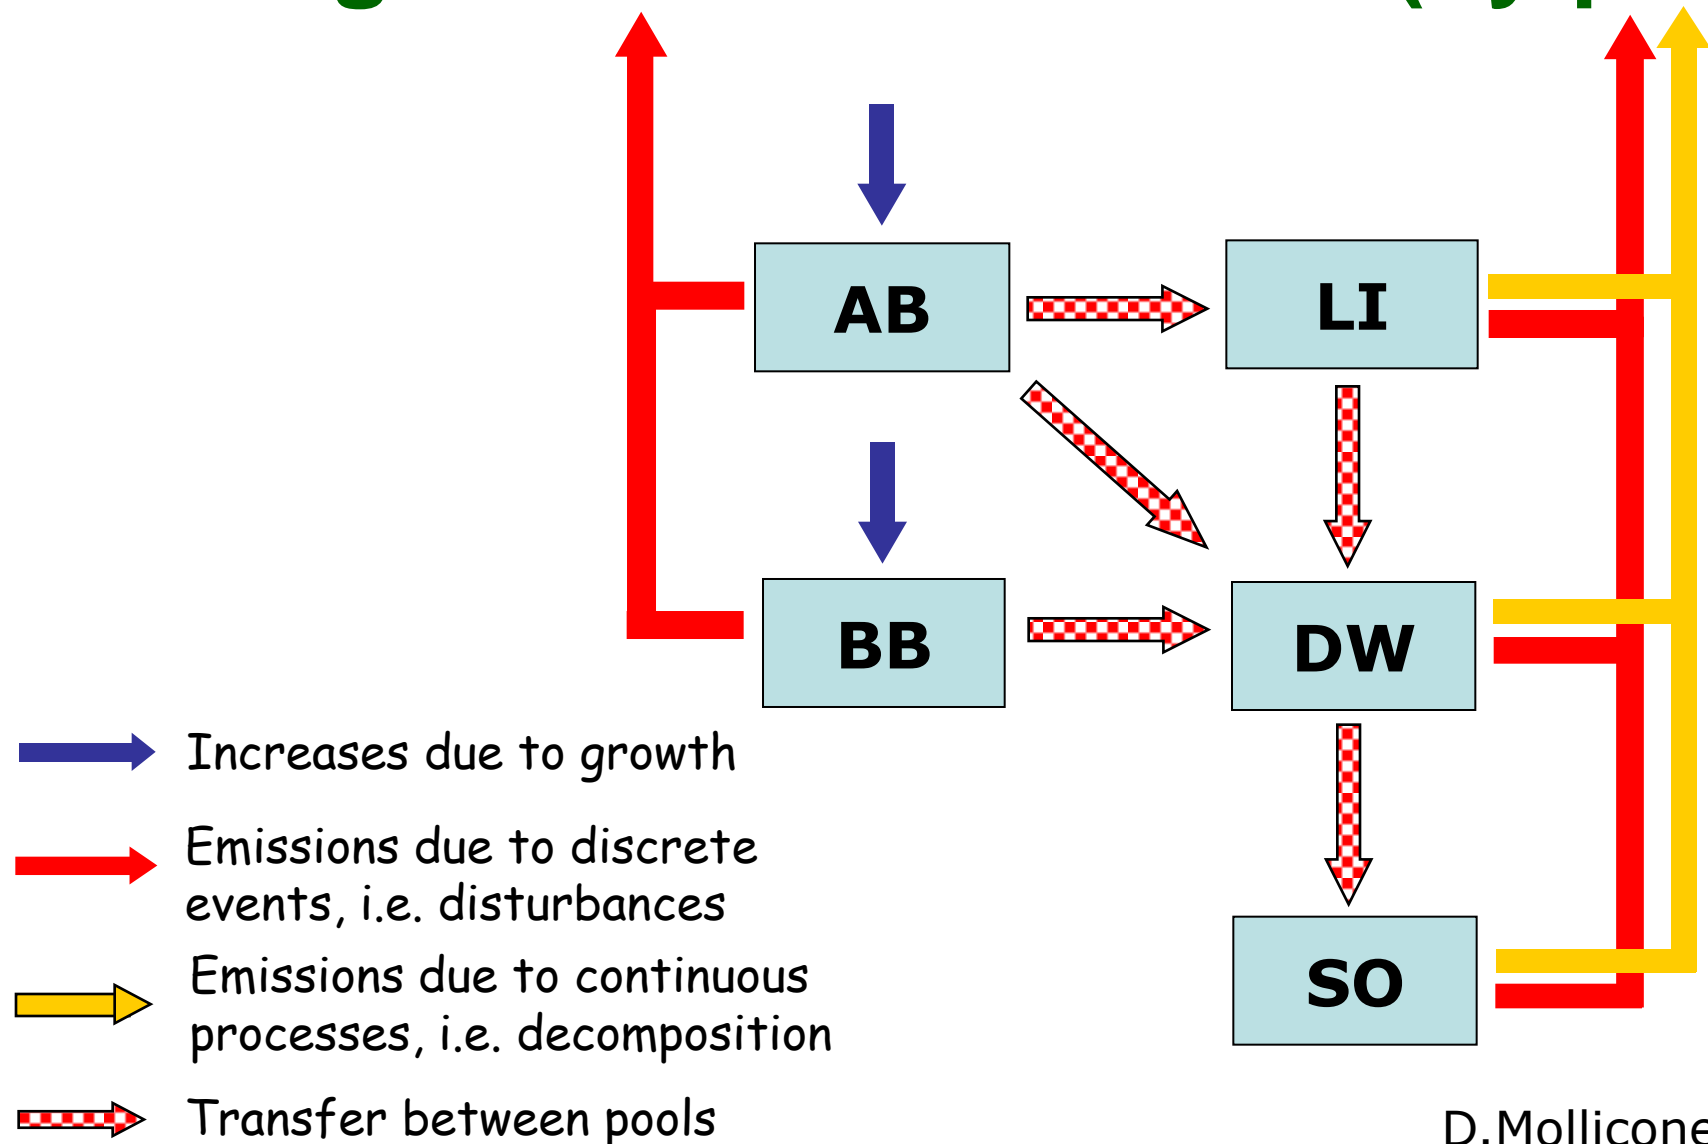 AB
LI
BB
DW
Increases due to growth
Emissions due to discrete
events, i.e. disturbances
Emissions due to continuous
processes, i.e. decomposition
SO
Transfer between pools
D.Mollicone